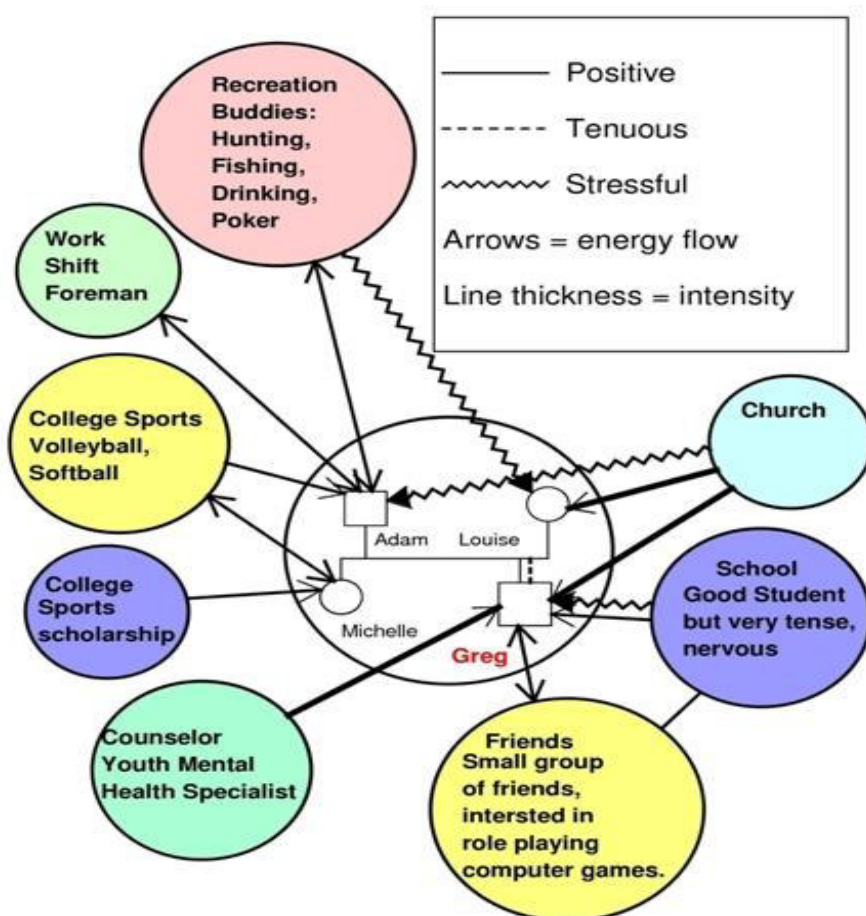 Recreation
Buddies:
Hunting,
Fishing,
Drinking,
Poker
Positive
Tenuous
Stressful
Arrows = energy flow
Line thickness = intensity
Work
Shift
Foreman
College Sports
Volleyball,
Softball
Church
Adam
Louise
College
Sports
scholarship
Michelle
Greg
School
Good Student
but very tense,
nervous
Counselor
Youth Mental
Health Specialist
Friends
Small group
of friends,
intersted in
role playing
computer games.